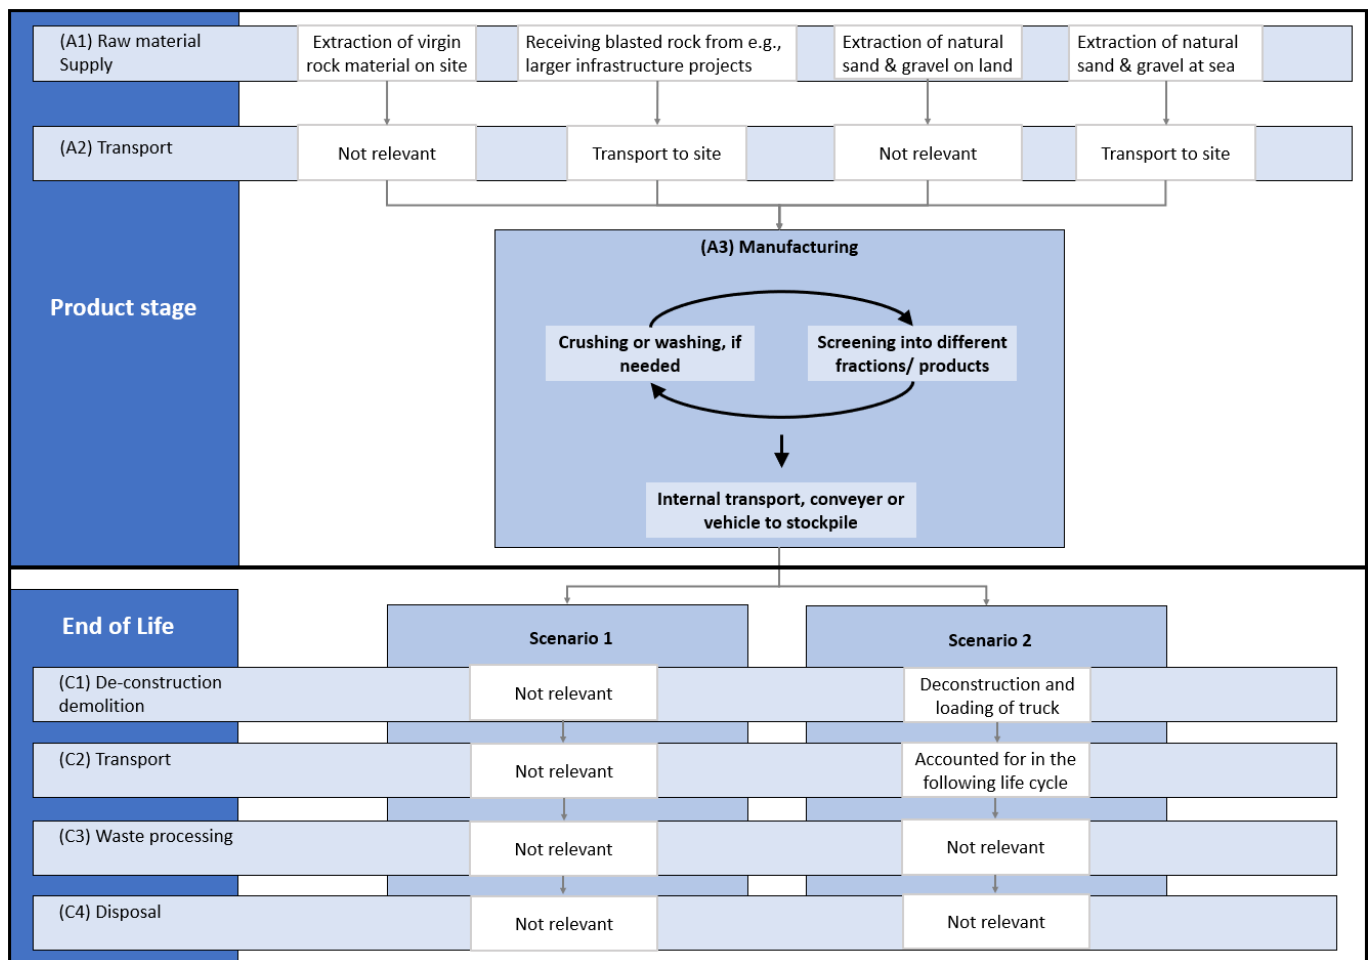 (A1) Raw material
Supply
Extraction of virgin
rock material on site
Receiving blasted rock from e.g.,
larger infrastructure projects
Extraction of natural
sand & gravel on land
Extraction of natural
sand & gravel at sea
(A2) Transport
Not relevant
Transport to site
Not relevant
Transport to site
Product stage
(A3) Manufacturing
Crushing or washing, if
needed
Screening into different
fractions/ products
Internal transport, conveyer or
vehicle to stockpile
End of Life
Scenario 1
Scenario 2
(C1) De-construction
demolition
Not relevant
Deconstruction and
loading of truck
(C2) Transport
Not relevant
Accounted for in the
following life cycle
(C3) Waste processing
Not relevant
Not relevant
(C4) Disposal
Not relevant
Not relevant